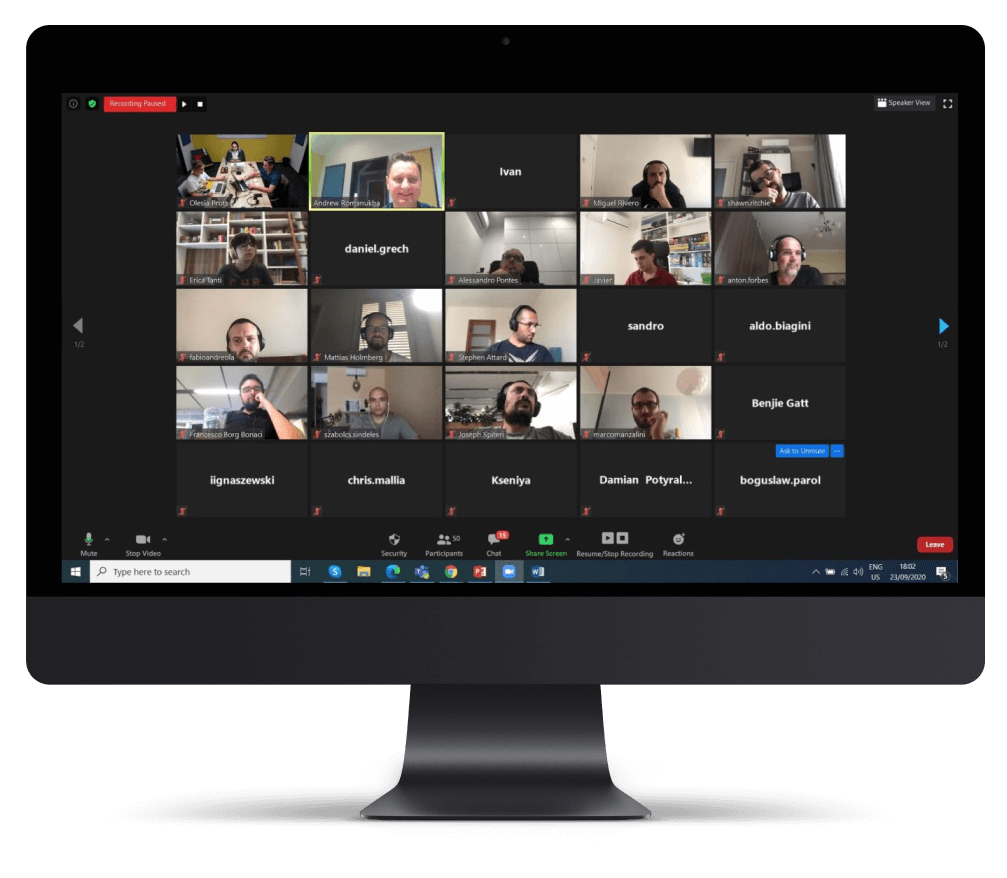 Recording Paused
Speaker View
Olesia Prota
Andrew Romanukha
Ivan
Miguel Rivero
shawn.ritchie
Erica Tanti
daniel.grech
Alessandro Pontes
Javier
anton.forbes
fabioandreola
Mattias Holmberg
Stephen Attard
sandro
aldo.biagini
1/2
1/2
Francesco Borg Bonaci
szabolcs.sindeles
Joseph Spiteri
marcomanzalini
Benjie Gatt
Ask to Unmute
iignaszewski
chris.mallia
Kseniya
Damian Potyral...
boguslaw.parol
50
15
Mute
Stop Video
Security
Participants
Chat
Share Screen
Resume/Stop Recording
Reactions
Leave
Type here to search
ENG
US
18:02
23/09/2020
5